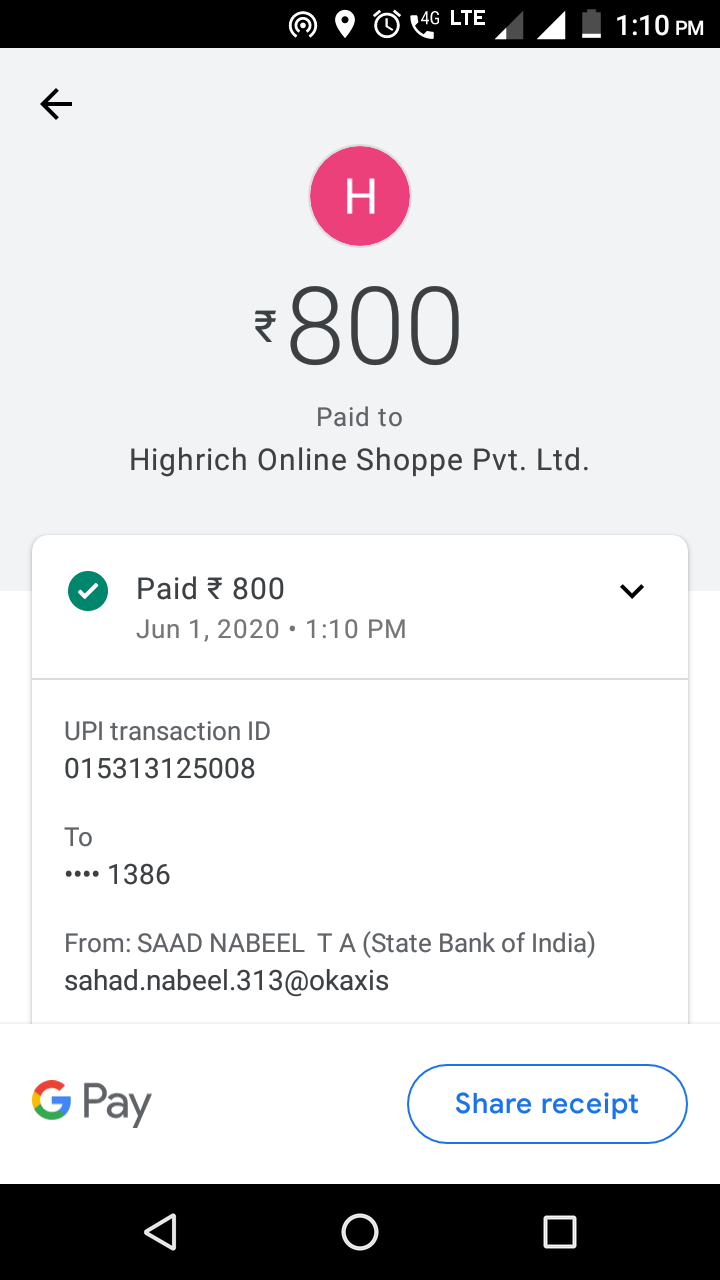 4G LTE 1:10 PM
H
₹800
Paid to
Highrich Online Shoppe Pvt. Ltd.
Paid ₹ 800
Jun 1, 2020 • 1:10 PM
UPI transaction ID
015313125008
To
•••• 1386
From: SAAD NABEEL  T A (State Bank of India)
sahad.nabeel.313@okaxis
G Pay
Share receipt